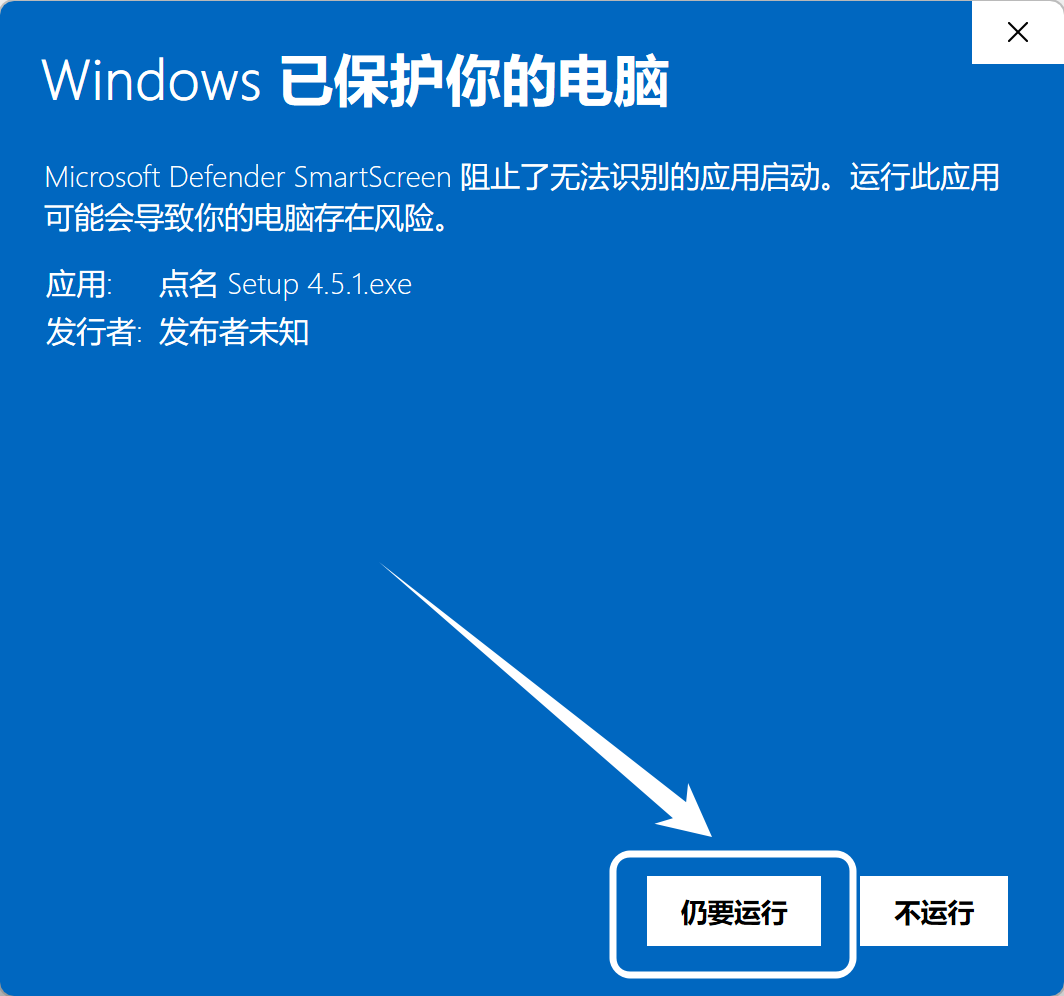 Windows 已保护你的电脑
Microsoft Defender SmartScreen 阻止了无法识别的应用启动。运行此应用
可能会导致你的电脑存在风险。
应用: 点名 Setup 4.5.1.exe
发行者: 发布者未知
仍要运行 不运行